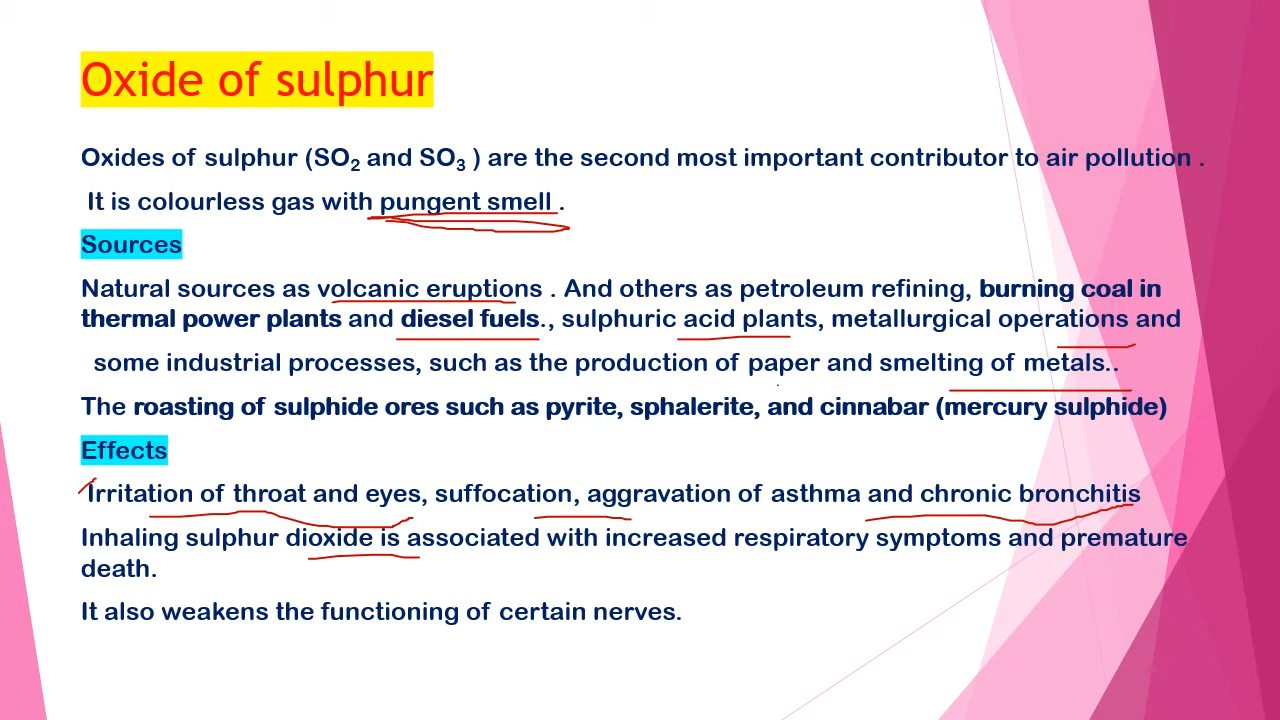 Oxide of sulphur
Oxides of sulphur (SO₂ and SO₃ ) are the second most important contributor to air pollution .
It is colourless gas with pungent smell .
Sources
Natural sources as volcanic eruptions . And others as petroleum refining, burning coal in
thermal power plants and diesel fuels., sulphuric acid plants, metallurgical operations and
some industrial processes, such as the production of paper and smelting of metals..
The roasting of sulphide ores such as pyrite, sphalerite, and cinnabar (mercury sulphide)
Effects
Irritation of throat and eyes, suffocation, aggravation of asthma and chronic bronchitis
Inhaling sulphur dioxide is associated with increased respiratory symptoms and premature
death.
It also weakens the functioning of certain nerves.